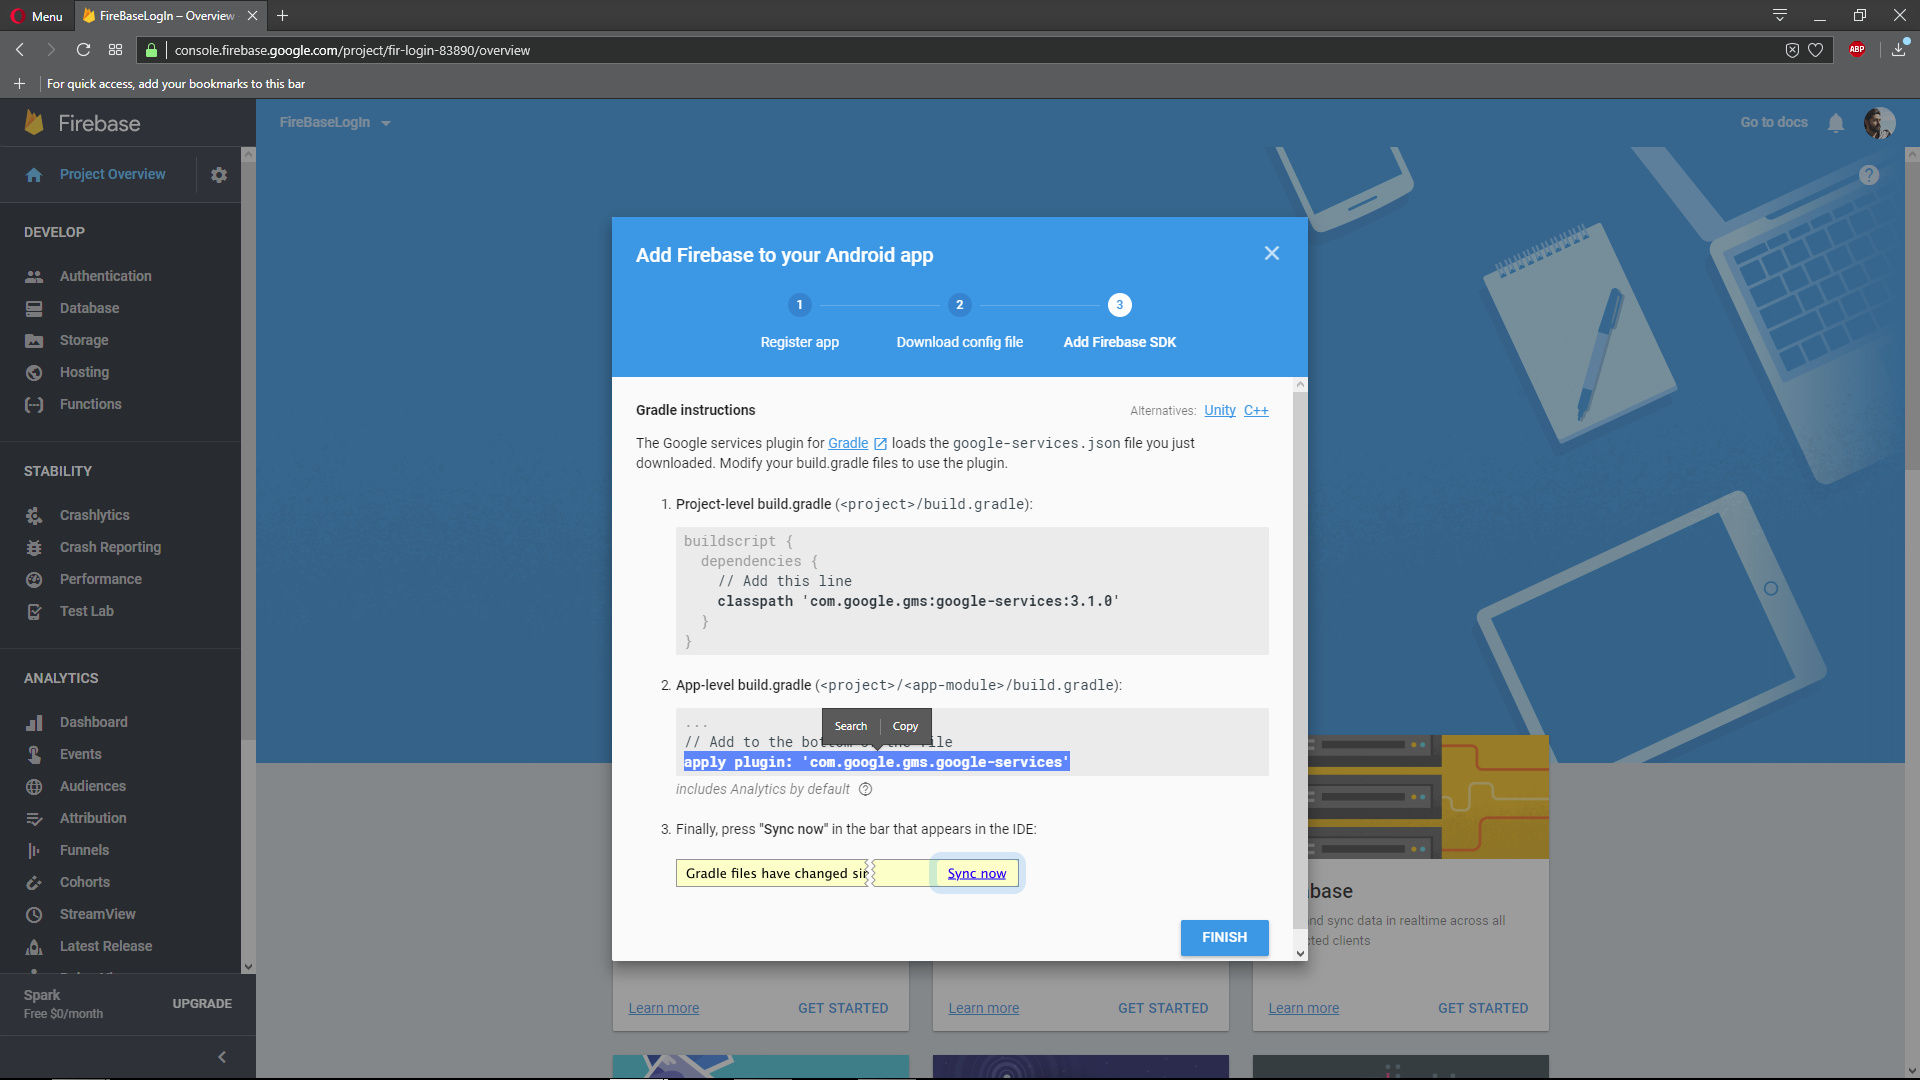 Menu
FireBaseLogIn – Overview
console.firebase.google.com/project/fir-login-83890/overview
ABP
For quick access, add your bookmarks to this bar
Firebase
FireBaseLogIn
Go to docs
Project Overview
DEVELOP
Authentication
Database
Storage
Hosting
Functions
STABILITY
Crashlytics
Crash Reporting
Performance
Test Lab
ANALYTICS
Dashboard
Events
Audiences
Attribution
Funnels
Cohorts
StreamView
Latest Release
Spark
Free $0/month
UPGRADE
Add Firebase to your Android app
1
2
3
Register app
Download config file
Add Firebase SDK
Gradle instructions
Alternatives: Unity C++
The Google services plugin for Gradle loads the google-services.json file you just
downloaded. Modify your build.gradle files to use the plugin.
1. Project-level build.gradle (<project>/build.gradle):
buildscript {
dependencies {
// Add this line
classpath 'com.google.gms:google-services:3.1.0'
}
}
2. App-level build.gradle (<project>/<app-module>/build.gradle):
...
Search
Copy
// Add to the bottom of the file
apply plugin: 'com.google.gms.google-services'
includes Analytics by default
3. Finally, press "Sync now" in the bar that appears in the IDE:
Gradle files have changed sin
Sync now
FINISH
base
nd sync data in realtime across all
ted clients
Learn more
GET STARTED
Learn more
GET STARTED
Learn more
GET STARTED